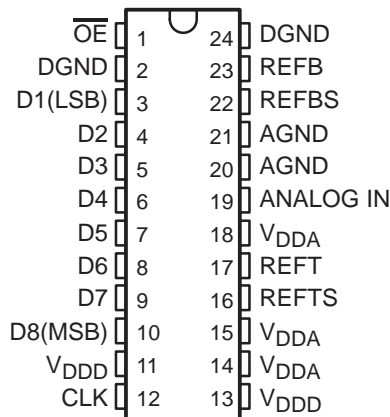 OE 1 24 DGND
DGND 2 23 REFB
D1(LSB) 3 22 REFBS
D2 4 21 AGND
D3 5 20 AGND
D4 6 19 ANALOG IN
D5 7 18 VDDA
D6 8 17 REFT
D7 9 16 REFTS
D8(MSB) 10 15 VDDA
VDDD 11 14 VDDA
CLK 12 13 VDDD